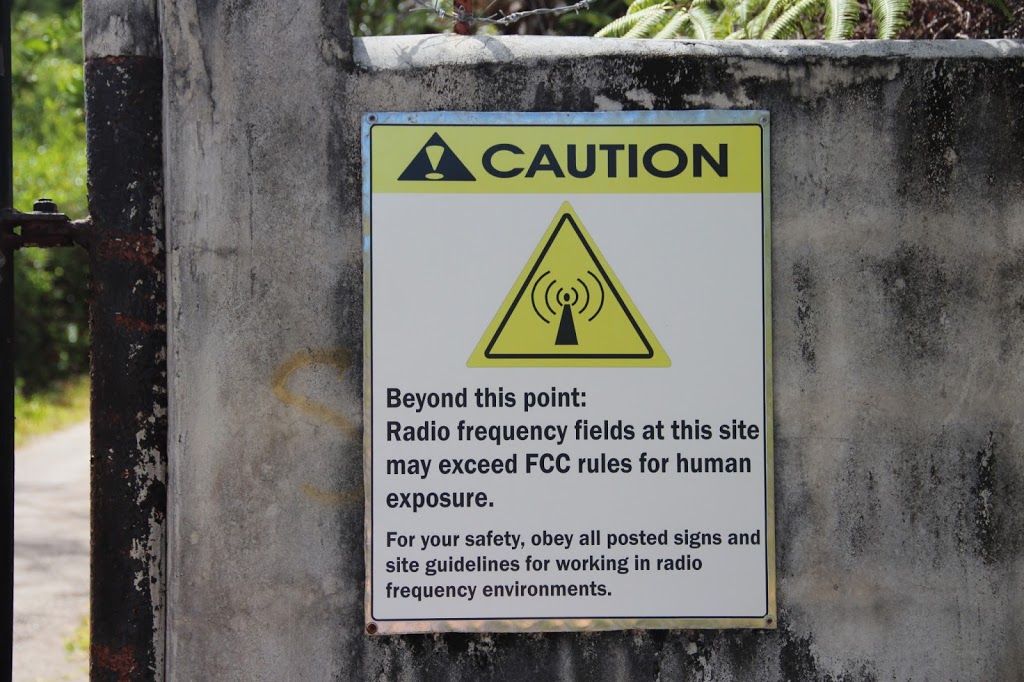 CAUTION
Beyond this point:
Radio frequency fields at this site
may exceed FCC rules for human
exposure.
For your safety, obey all posted signs and
site guidelines for working in radio
frequency environments.